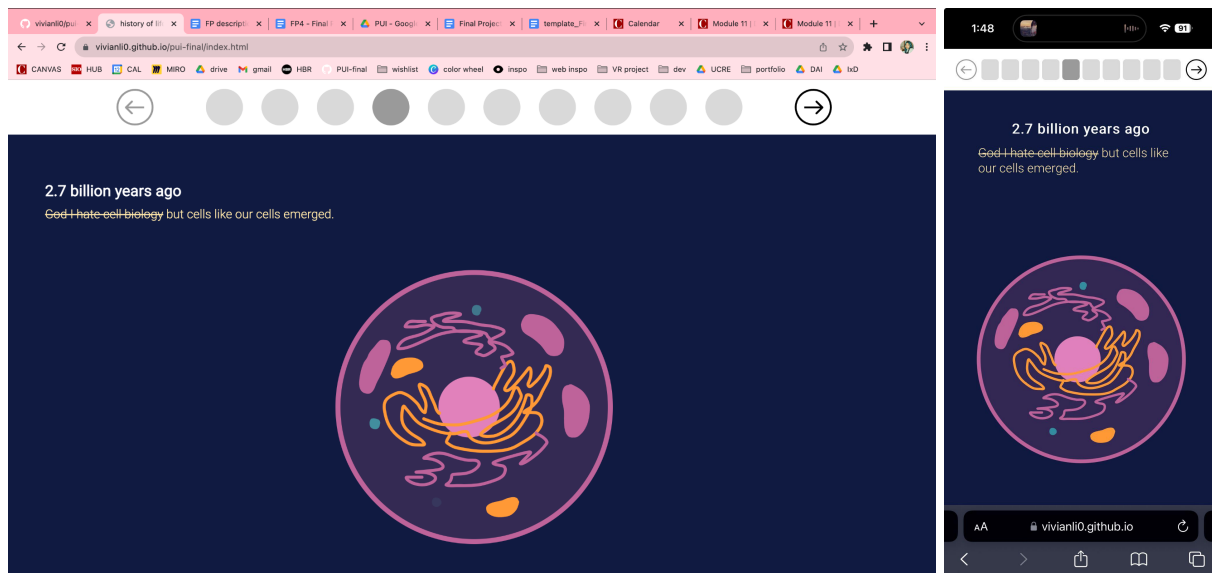 vivianli0/pui
history of life
FP descripti
FP4 - Final
PUI - Googl
Final Projec
template_Fi
Calendar
Module 11 |
Module 11 |
vivianli0.github.io/pui-final/index.html
CANVAS
SIO
HUB
CAL
MIRO
drive
gmail
HBR
PUI-final
wishlist
color wheel
inspo
web inspo
VR project
dev
UCRE
portfolio
DAI
IxD
2.7 billion years ago
God I hate cell biology but cells like our cells emerged.
1:48
91
2.7 billion years ago
God I hate cell biology but cells like
our cells emerged.
AA
vivianli0.github.io